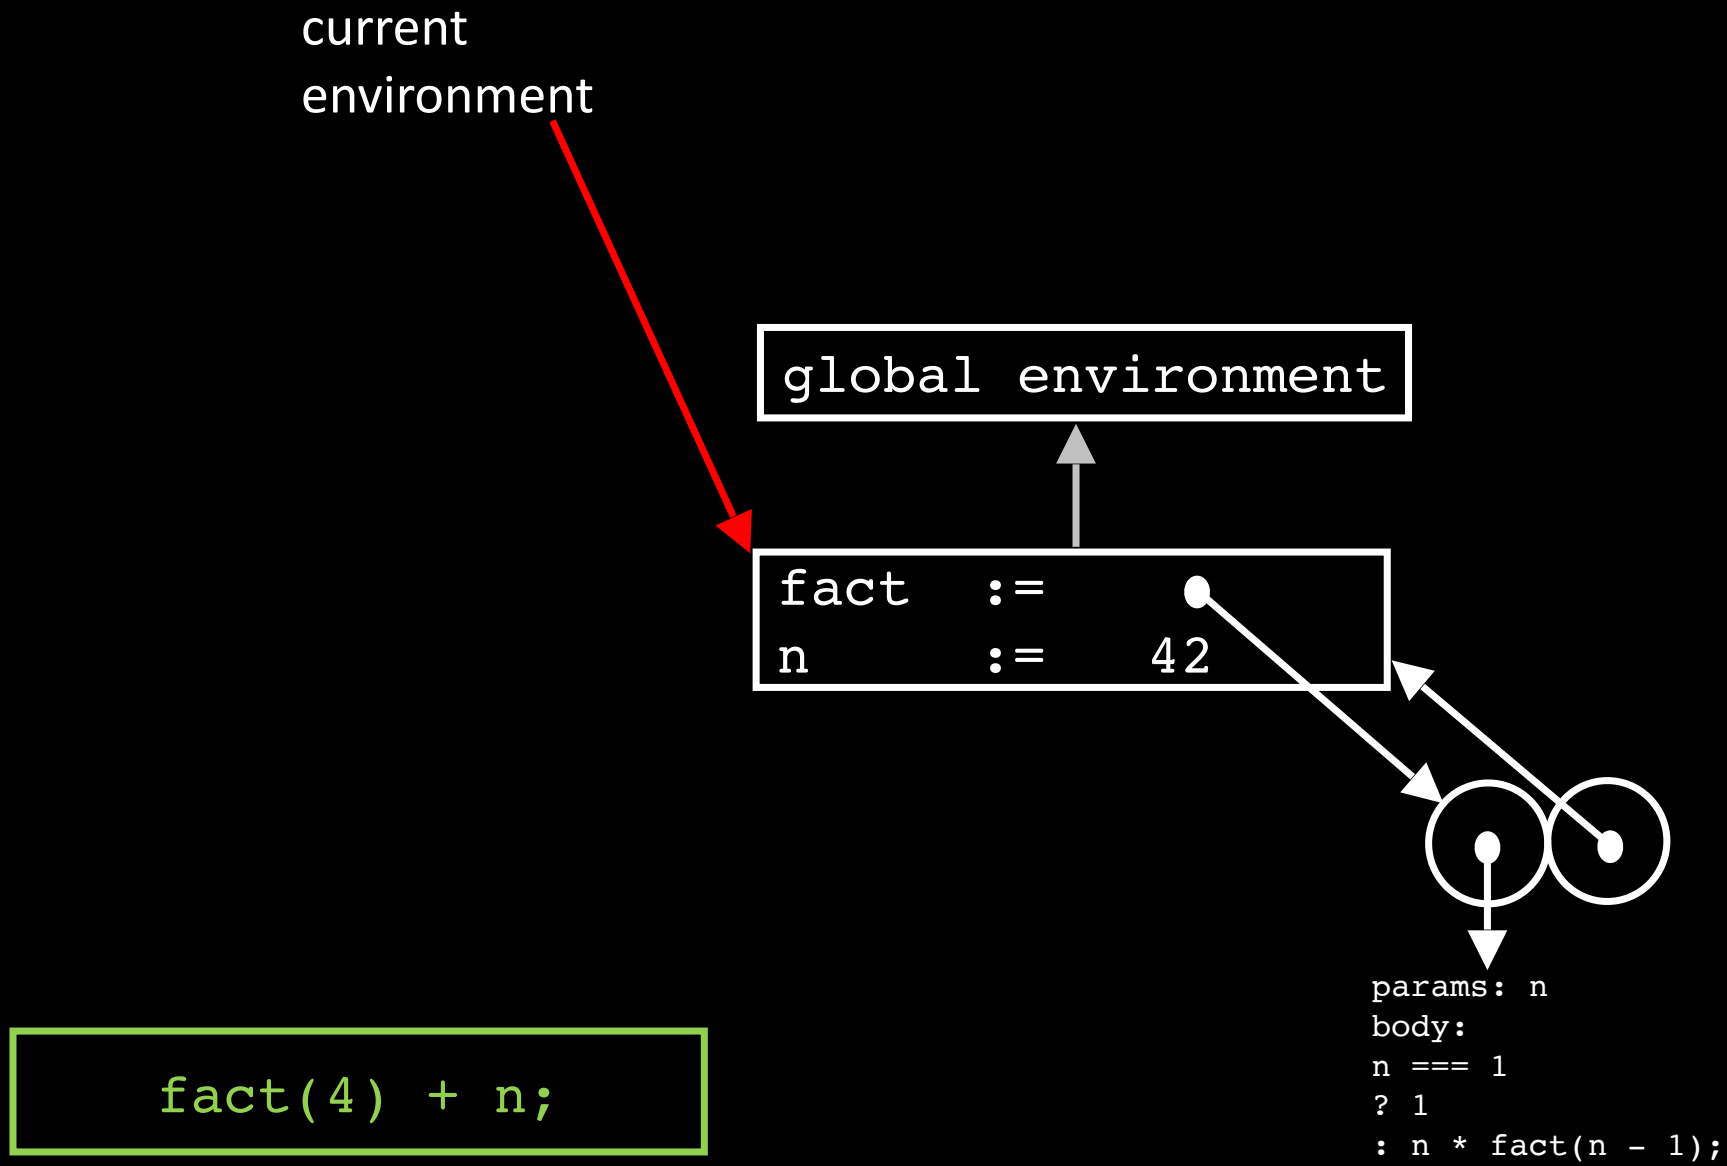 current
environment
global environment
fact := 
n := 42
params: n
body:
n === 1
? 1
: n * fact(n - 1);
fact(4) + n;